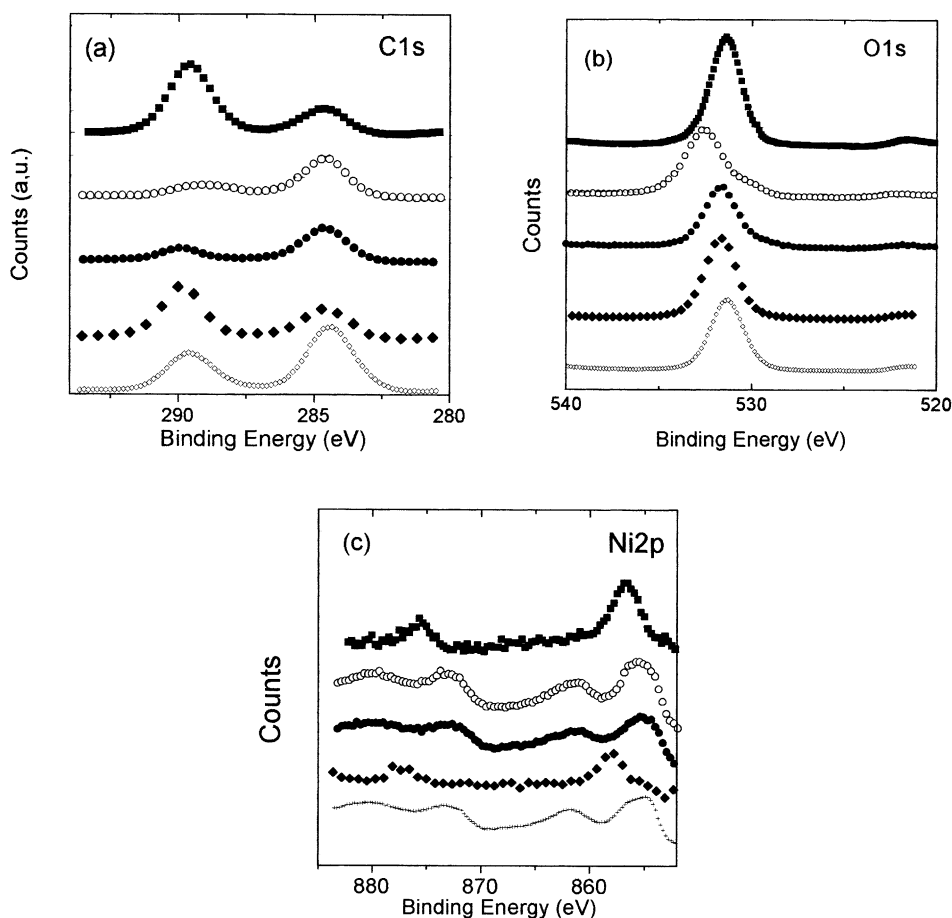 (a)
C1s
Counts (a,u.)
290
285
280
Binding Energy (eV)
(b)
O1s
Counts
540
530
520
Binding Energy (eV)
(c)
Ni2p
Counts
880
870
860
Binding Energy (eV)